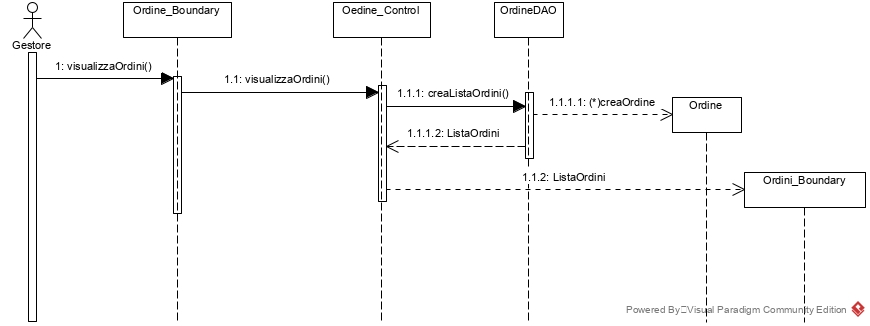 Ordine_Boundary
Oedine_Control
OrdineDAO
Gestore
1: visualizzaOrdini()
1.1: visualizzaOrdini()
1.1.1: creaListaOrdini()
1.1.1.1: (*)creaOrdine
Ordine
1.1.1.2: ListaOrdini
1.1.2: ListaOrdini
Ordini_Boundary
Powered By Visual Paradigm Community Edition